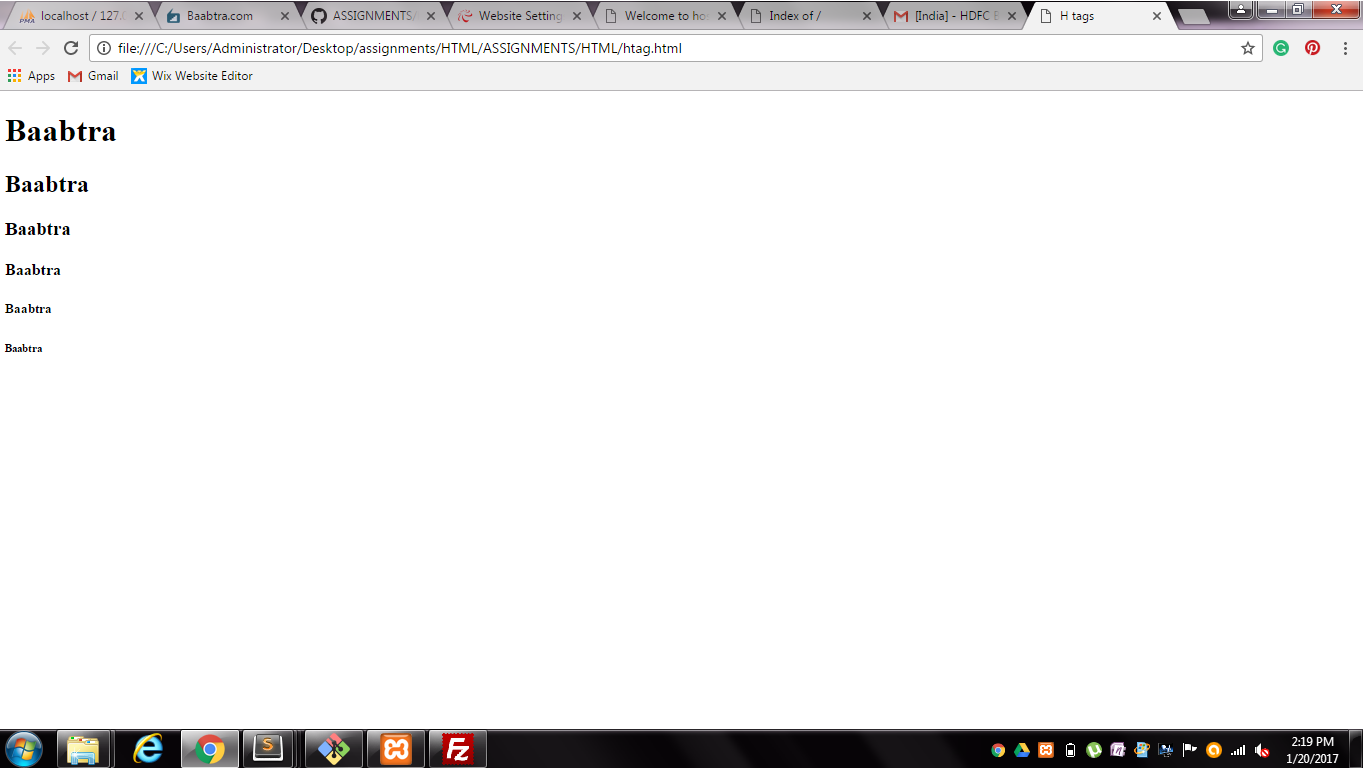 localhost / 127.0 Baabtra.com ASSIGNMENTS/ Website Setting Welcome to hos Index of / [India] - HDFC B H tags
file:///C:/Users/Administrator/Desktop/assignments/HTML/ASSIGNMENTS/HTML/htag.html
Apps Gmail Wix Website Editor
Baabtra
Baabtra
Baabtra
Baabtra
Baabtra
Baabtra
2:19 PM
1/20/2017